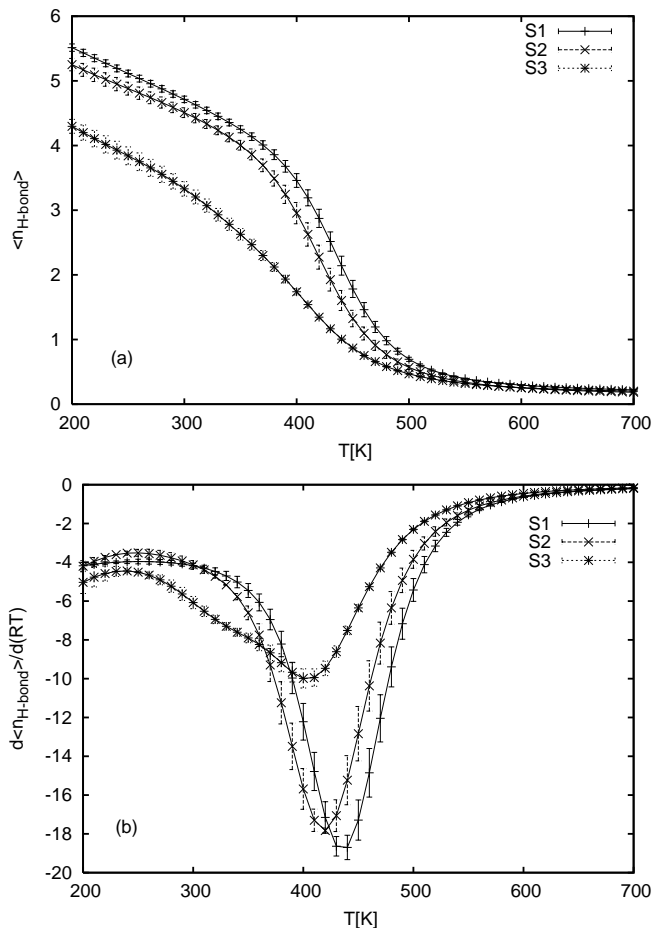 6
5
4
3
2
1
0
<n_H-bond>
S1
S2
S3
(a)
200 300 400 500 600 700
T[K]
0
-2
-4
-6
-8
-10
-12
-14
-16
-18
-20
d<n_H-bond>/d(RT)
S1
S2
S3
(b)
200 300 400 500 600 700
T[K]